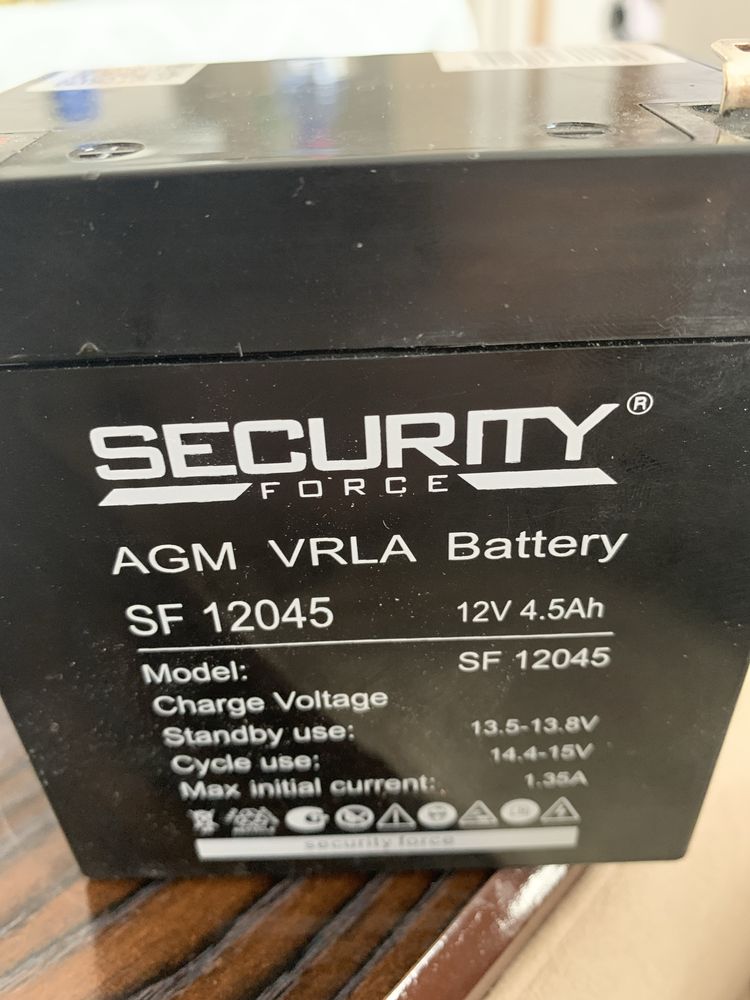 SECURITY®
FORCE
AGM VRLA Battery
SF 12045 12V 4.5Ah
Model: SF 12045
Charge Voltage
Standby use: 13.5-13.8V
Cycle use: 14.4-15V
Max initial current: 1.35A
security force